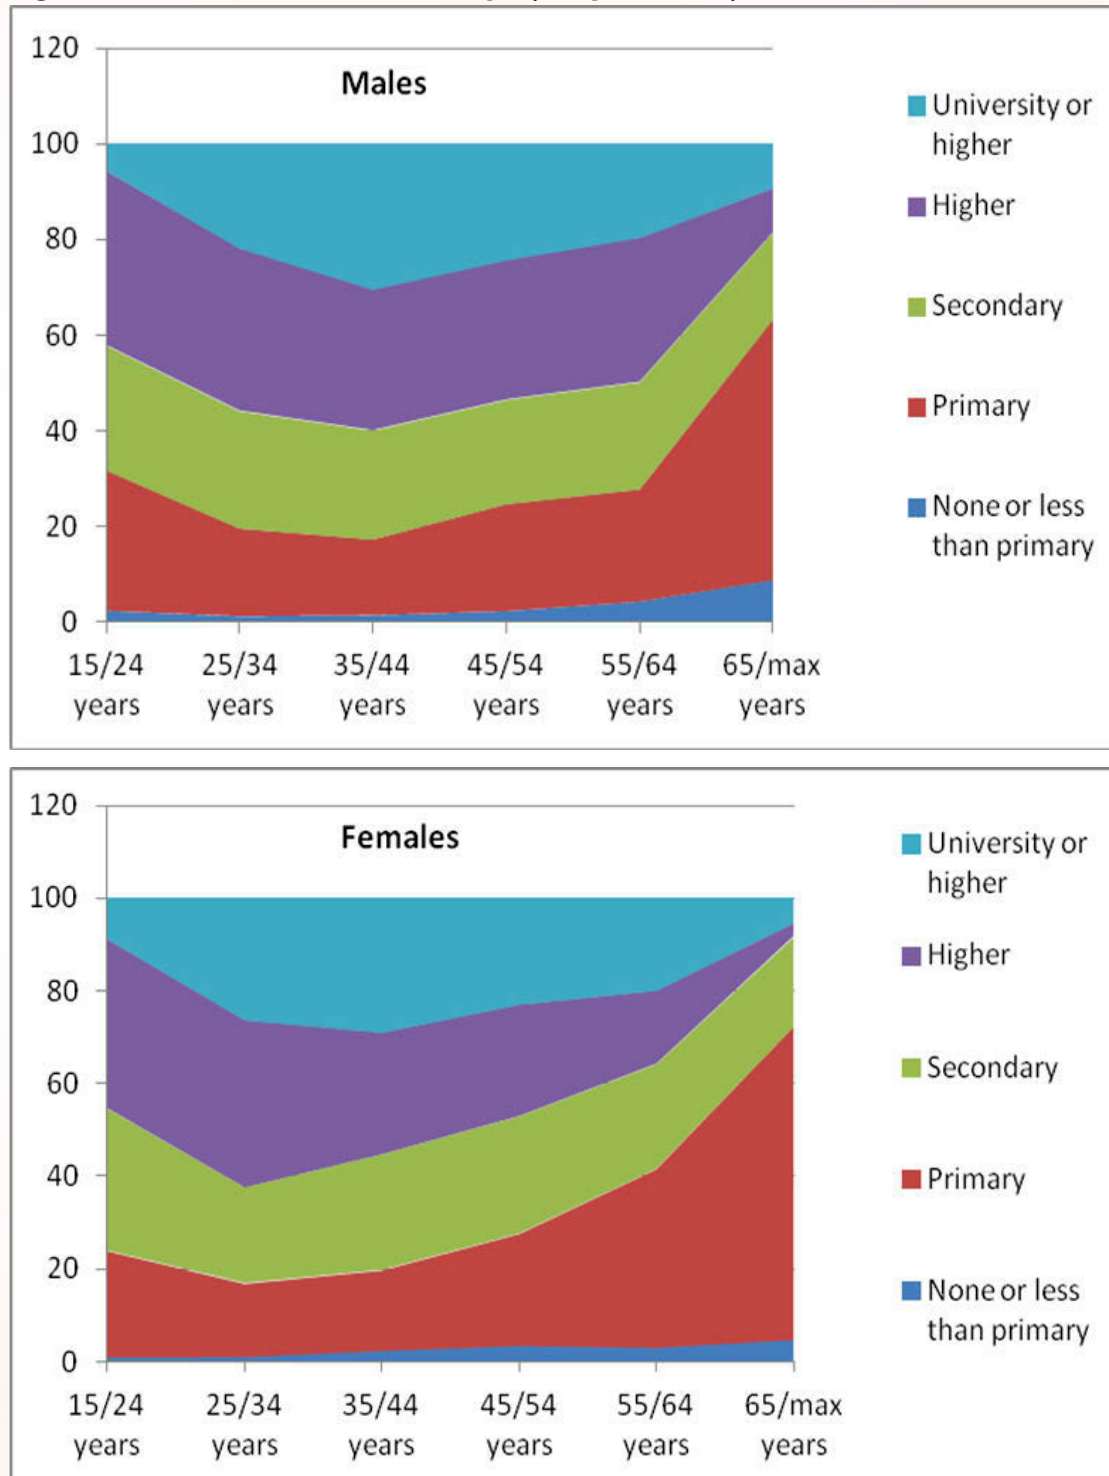 120
Males
100
80
60
40
20
0
15/24
years
25/34
years
35/44
years
45/54
years
55/64
years
65/max
years
University or
higher
Higher
Secondary
Primary
None or less
than primary
120
Females
100
80
60
40
20
0
15/24
years
25/34
years
35/44
years
45/54
years
55/64
years
65/max
years
University or
higher
Higher
Secondary
Primary
None or less
than primary